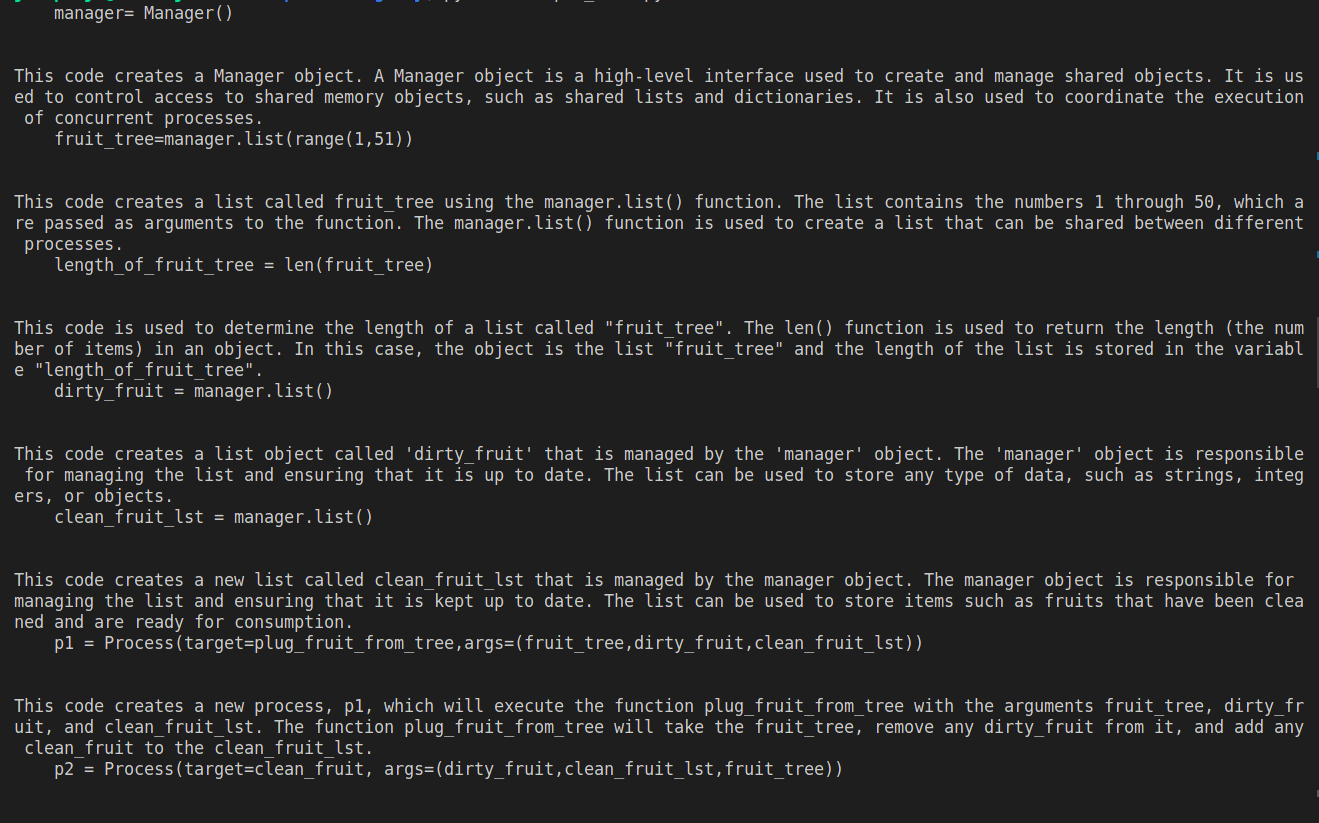 manager= Manager()
This code creates a Manager object. A Manager object is a high-level interface used to create and manage shared objects. It is us
ed to control access to shared memory objects, such as shared lists and dictionaries. It is also used to coordinate the execution
of concurrent processes.
fruit_tree=manager.list(range(1,51))
This code creates a list called fruit_tree using the manager.list() function. The list contains the numbers 1 through 50, which a
re passed as arguments to the function. The manager.list() function is used to create a list that can be shared between different
processes.
length_of_fruit_tree = len(fruit_tree)
This code is used to determine the length of a list called "fruit_tree". The len() function is used to return the length (the num
ber of items) in an object. In this case, the object is the list "fruit_tree" and the length of the list is stored in the variabl
e "length_of_fruit_tree".
dirty_fruit = manager.list()
This code creates a list object called 'dirty_fruit' that is managed by the 'manager' object. The 'manager' object is responsible
for managing the list and ensuring that it is up to date. The list can be used to store any type of data, such as strings, integ
ers, or objects.
clean_fruit_lst = manager.list()
This code creates a new list called clean_fruit_lst that is managed by the manager object. The manager object is responsible for
managing the list and ensuring that it is kept up to date. The list can be used to store items such as fruits that have been clea
ned and are ready for consumption.
p1 = Process(target=plug_fruit_from_tree,args=(fruit_tree,dirty_fruit,clean_fruit_lst))
This code creates a new process, p1, which will execute the function plug_fruit_from_tree with the arguments fruit_tree, dirty_fr
uit, and clean_fruit_lst. The function plug_fruit_from_tree will take the fruit_tree, remove any dirty_fruit from it, and add any
clean_fruit to the clean_fruit_lst.
p2 = Process(target=clean_fruit, args=(dirty_fruit,clean_fruit_lst,fruit_tree))